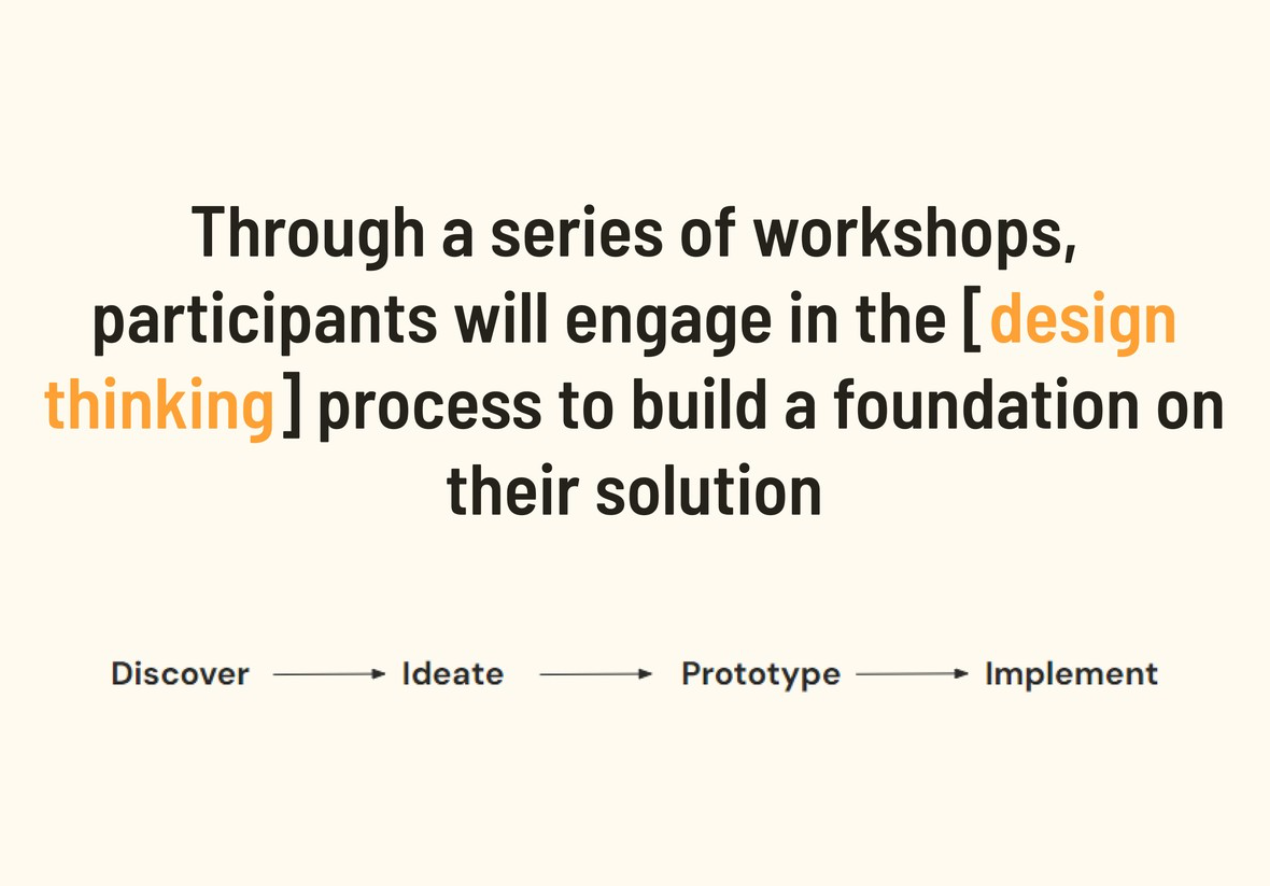 Through a series of workshops,
participants will engage in the [design
thinking] process to build a foundation on
their solution
Discover Ideate Prototype Implement